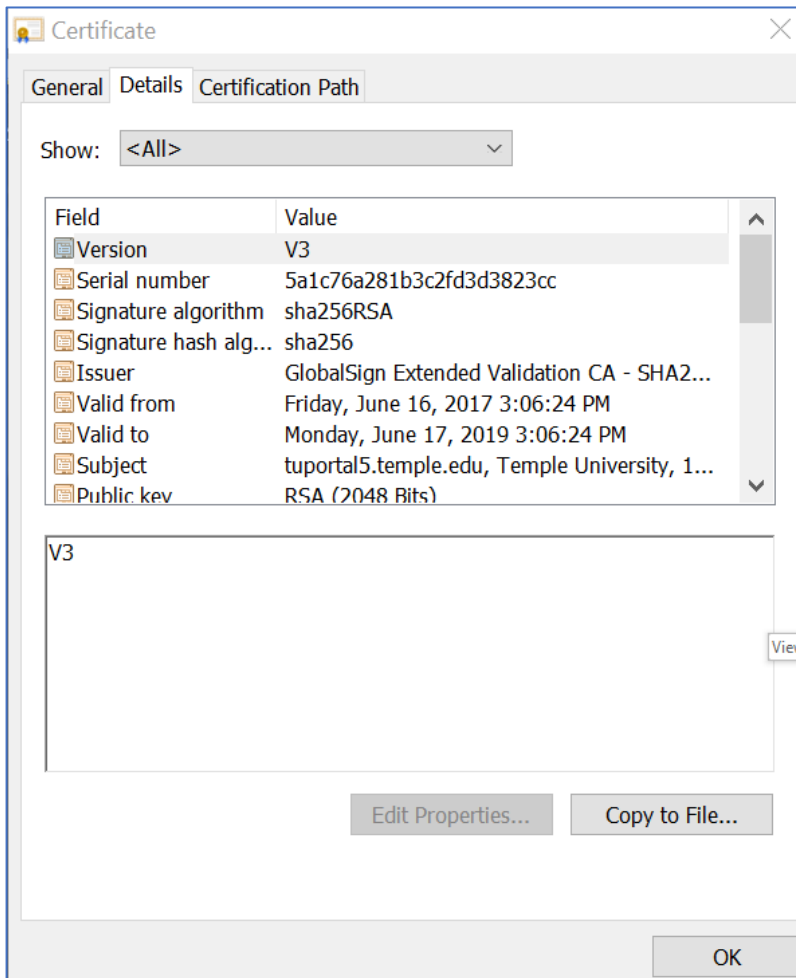 Certificate
General Details Certification Path
Show: <All>
Field Value
Version V3
Serial number 5a1c76a281b3c2fd3d3823cc
Signature algorithm sha256RSA
Signature hash alg... sha256
Issuer GlobalSign Extended Validation CA - SHA2...
Valid from Friday, June 16, 2017 3:06:24 PM
Valid to Monday, June 17, 2019 3:06:24 PM
Subject tuportal5.temple.edu, Temple University, 1...
Public key RSA (2048 Bits)
V3
View
Edit Properties... Copy to File...
OK